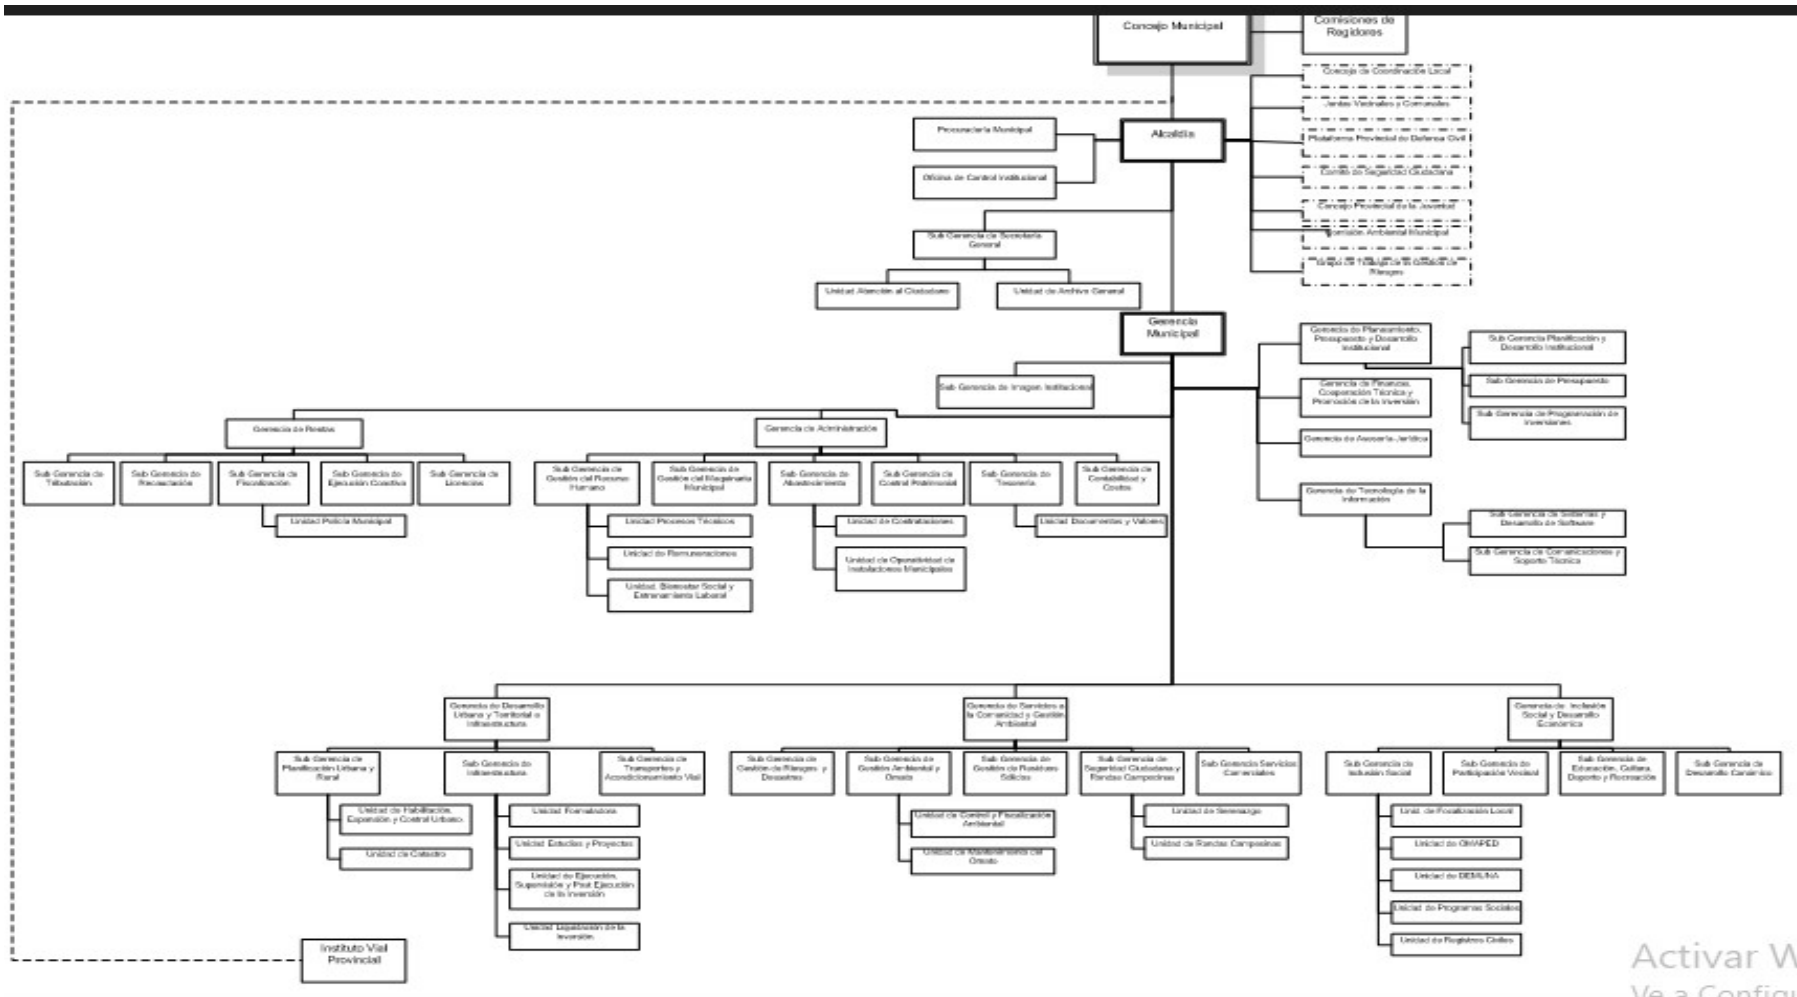 Concejo Municipal
Comisiones de
Regidores
Concejo de Coordinación Local
Juntas Vecinales y Comunales
Plataforma Provincial de Defensa Civil
Comité de Seguridad Ciudadana
Concejo Provincial de la Juventud
Comisión Ambiental Municipal
Grupo de Trabajo de la Gestión de
Riesgos
Procuraduría Municipal
Alcaldía
Oficina de Control Institucional
Sub Gerencia de Secretaría
General
Unidad Atención al Ciudadano
Unidad de Archivo General
Gerencia
Municipal
Sub Gerencia de Imagen Institucional
Gerencia de Planeamiento,
Presupuesto y Desarrollo
Institucional
Sub Gerencia Planificación y
Desarrollo Institucional
Sub Gerencia de Presupuesto
Sub Gerencia de Programación de
Inversiones
Gerencia de Finanzas,
Cooperación Técnica y
Promoción de la Inversión
Gerencia de Asesoría Jurídica
Gerencia de Tecnología de la
Información
Sub Gerencia de Sistemas y
Desarrollo de Software
Sub Gerencia de Comunicaciones y
Soporte Técnico
Gerencia de Rentas
Gerencia de Administración
Sub Gerencia de
Tributación
Sub Gerencia de
Recaudación
Sub Gerencia de
Fiscalización
Sub Gerencia de
Ejecución Coactiva
Sub Gerencia de
Licencias
Unidad Policía Municipal
Sub Gerencia de
Gestión del Recurso
Humano
Sub Gerencia de
Gestión del Maquinaria
Municipal
Sub Gerencia de
Abastecimiento
Sub Gerencia de
Control Patrimonial
Sub Gerencia de
Tesorería
Sub Gerencia de
Contabilidad y
Costos
Unidad Procesos Técnicos
Unidad de Remuneraciones
Unidad Bienestar Social y
Entrenamiento Laboral
Unidad de Contrataciones
Unidad de Operatividad de
Instalaciones Municipales
Unidad Documentos y Valores
Gerencia de Desarrollo
Urbano y Territorial e
Infraestructura
Gerencia de Servicios a
la Comunidad y Gestión
Ambiental
Gerencia de Inclusión
Social y Desarrollo
Económico
Sub Gerencia de
Planificación Urbana y
Rural
Sub Gerencia de
Infraestructura
Sub Gerencia de
Transportes y
Acondicionamiento Vial
Sub Gerencia de
Gestión de Riesgos y
Desastres
Sub Gerencia de
Gestión Ambiental y
Ornato
Sub Gerencia de
Gestión de Residuos
Sólidos
Sub Gerencia de
Seguridad Ciudadana y
Rondas Campesinas
Sub Gerencia Servicios
Comerciales
Sub Gerencia de
Inclusión Social
Sub Gerencia de
Participación Vecinal
Sub Gerencia de
Educación, Cultura,
Deporte y Recreación
Sub Gerencia de
Desarrollo
Unidad de Habilitación,
Expansión y Control Urbano.
Unidad de Catastro
Unidad Formuladora
Unidad Estudios y Proyectos
Unidad de Ejecución,
Supervisión y Post Ejecución
de la Inversión
Unidad Liquidación de la
Inversión.
Unidad de Control y Fiscalización
Ambiental
Unidad de Mantenimiento del
Ornato
Unidad de Serenazgo
Unidad de Rondas Campesinas
Unid. de Focalización Local
Unidad de OMAPED
Unidad de DEMUNA
Unidad de Programas Sociales
Unidad de Registros Civiles
Instituto Vial
Provincial
Activar W
Ve a Configu